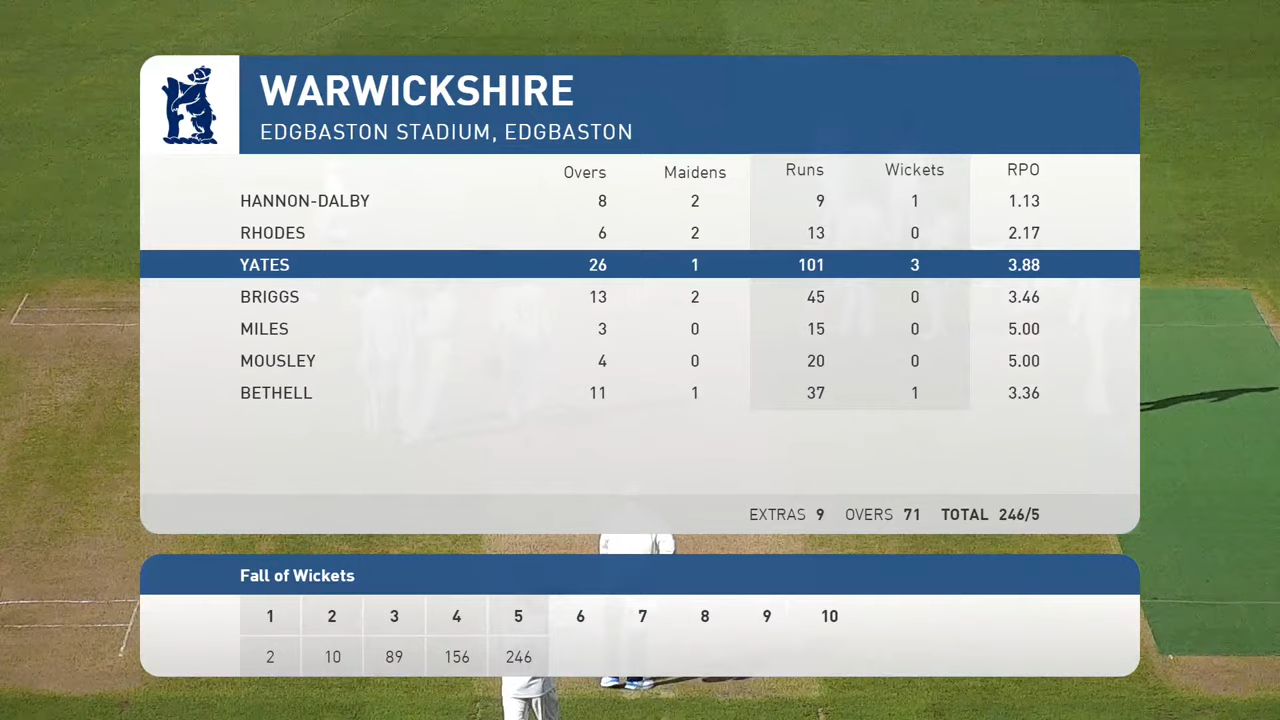 WARWICKSHIRE
EDGBASTON STADIUM, EDGBASTON
Overs Maidens Runs Wickets RPO
HANNON-DALBY 8 2 9 1 1.13
RHODES 6 2 13 0 2.17
YATES 26 1 101 3 3.88
BRIGGS 13 2 45 0 3.46
MILES 3 0 15 0 5.00
MOUSLEY 4 0 20 0 5.00
BETHELL 11 1 37 1 3.36
EXTRAS 9 OVERS 71 TOTAL 246/5
Fall of Wickets
1 2 3 4 5 6 7 8 9 10
2 10 89 156 246